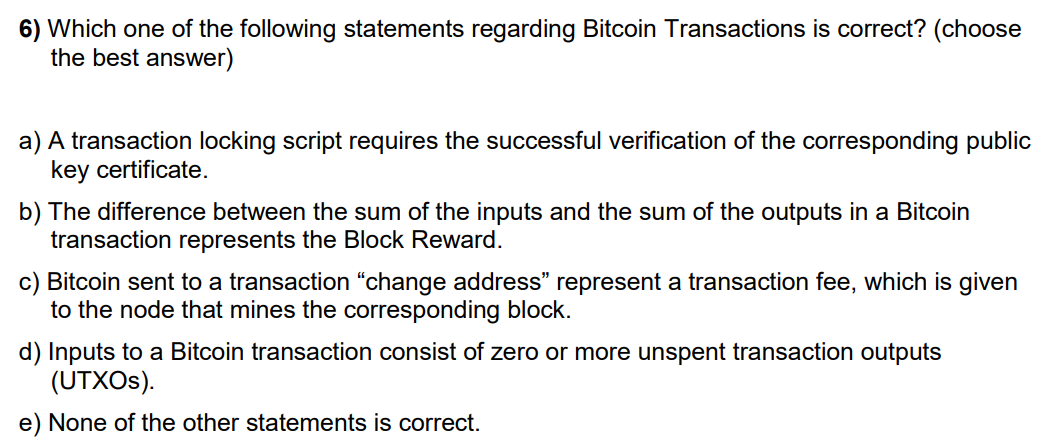 6) Which one of the following statements regarding Bitcoin Transactions is correct? (choose
the best answer)
a) A transaction locking script requires the successful verification of the corresponding public
key certificate.
b) The difference between the sum of the inputs and the sum of the outputs in a Bitcoin
transaction represents the Block Reward.
c) Bitcoin sent to a transaction “change address” represent a transaction fee, which is given
to the node that mines the corresponding block.
d) Inputs to a Bitcoin transaction consist of zero or more unspent transaction outputs
(UTXOs).
e) None of the other statements is correct.